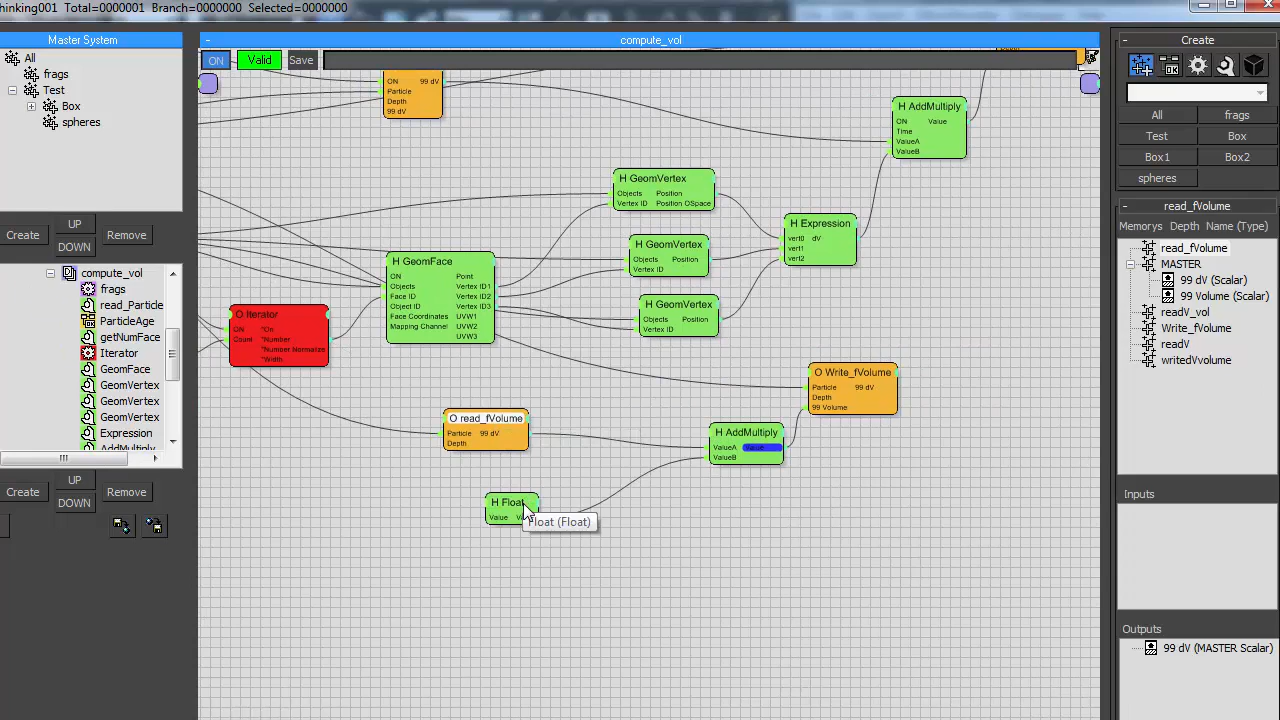 hinking001 Total=0000001 Branch=0000000 Selected=0000000
Master System
All
frags
Test
Box
spheres
Create
UP
DOWN
Remove
compute_vol
frags
read_Particle
ParticleAge
getNumFace
Iterator
GeomFace
GeomVertex
GeomVertex
GeomVertex
Expression
AddMultiply
Create
UP
DOWN
Remove
compute_vol
ON
Valid
Save
ON 99 dV
Particle
Depth
99 dV
H AddMultiply
ON Value
Time
ValueA
ValueB
H GeomVertex
Objects Position
Vertex ID Position OSpace
H GeomVertex
Objects Position
Vertex ID
H GeomVertex
Objects Position
Vertex ID
H Expression
vert0 dV
vert1
vert2
H GeomFace
ON Point
Objects Vertex ID1
Face ID Vertex ID2
Object ID Vertex ID3
Face Coordinates UVW1
Mapping Channel UVW2
UVW3
O Iterator
ON "On
Count "Number
"Number Normalize
"Width
O Write_fVolume
Particle 99 dV
Depth
99 Volume
O read_fVolume
Particle 99 dV
Depth
H AddMultiply
ValueA Value
ValueB
H Float
Value
Float (Float)
Create
All frags
Test Box
Box1 Box2
spheres
read_fVolume
Memorys Depth Name (Type)
read_fVolume
MASTER
99 dV (Scalar)
99 Volume (Scalar)
readV_vol
Write_fVolume
readV
writedVvolume
Inputs
Outputs
99 dV (MASTER Scalar)